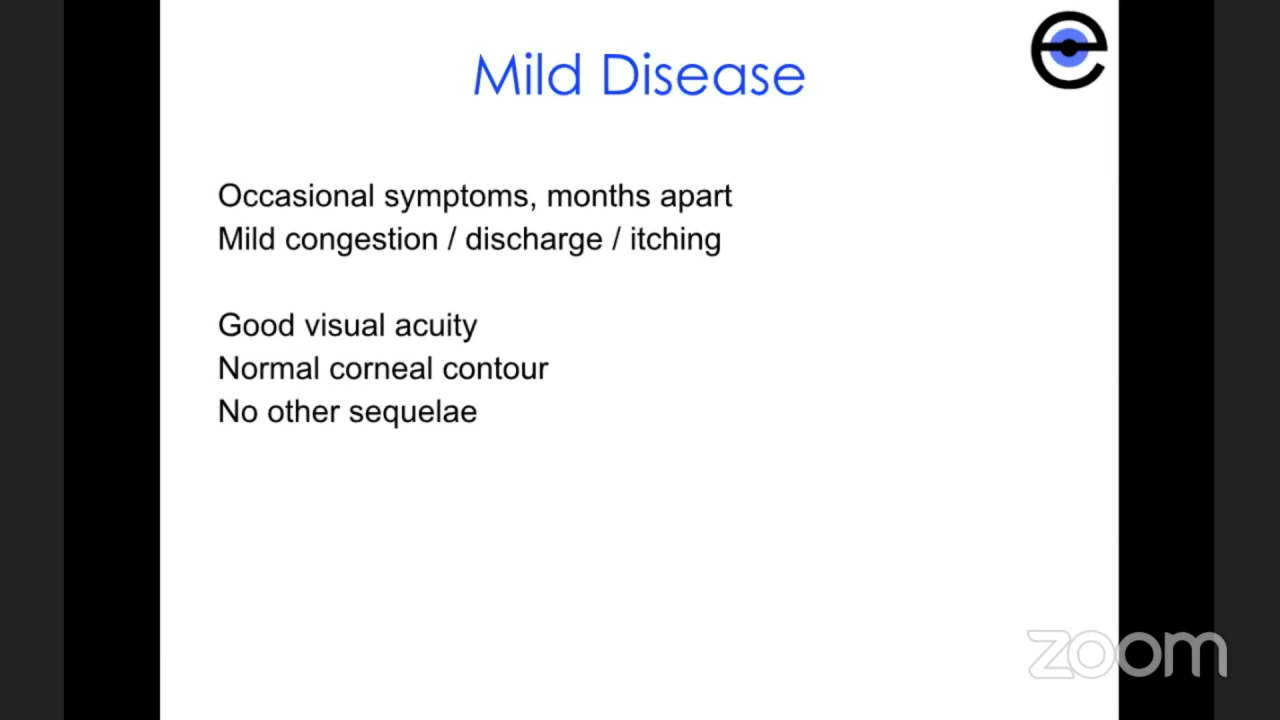 Mild Disease
Occasional symptoms, months apart
Mild congestion / discharge / itching
Good visual acuity
Normal corneal contour
No other sequelae
zoom